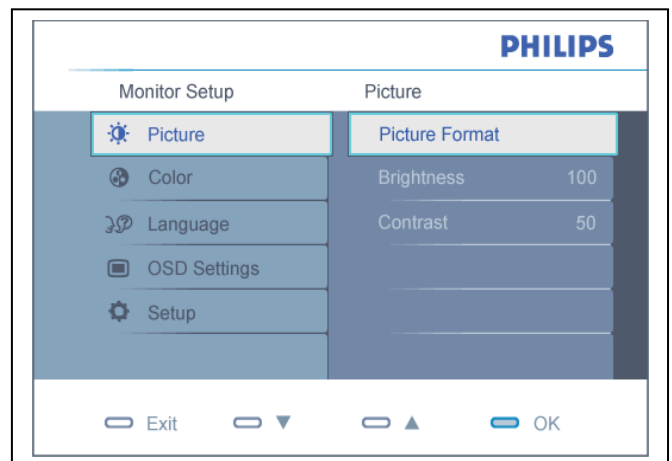 PHILIPS
Monitor Setup Picture
Picture Picture Format
Color Brightness 100
Language Contrast 50
OSD Settings
Setup
Exit ▼ ▲ OK